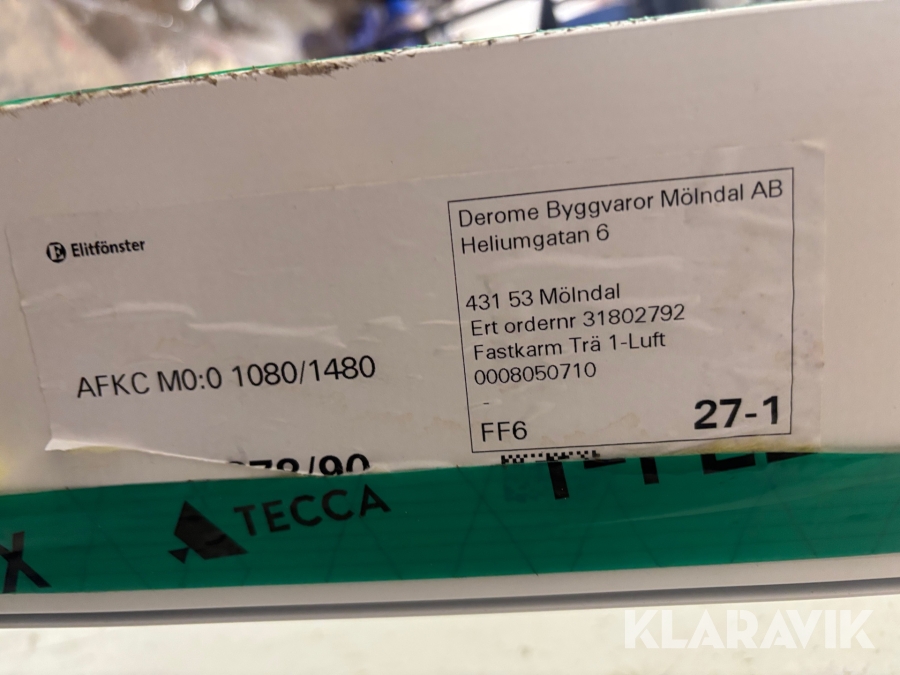 Elitfönster
AFKC M0:0 1080/1480
Derome Byggvaror Mölndal AB
Heliumgatan 6
431 53 Mölndal
Ert ordernr 31802792
Fastkarm Trä 1-Luft
0008050710
-
FF6
27-1
TECCA
KLARAVIK